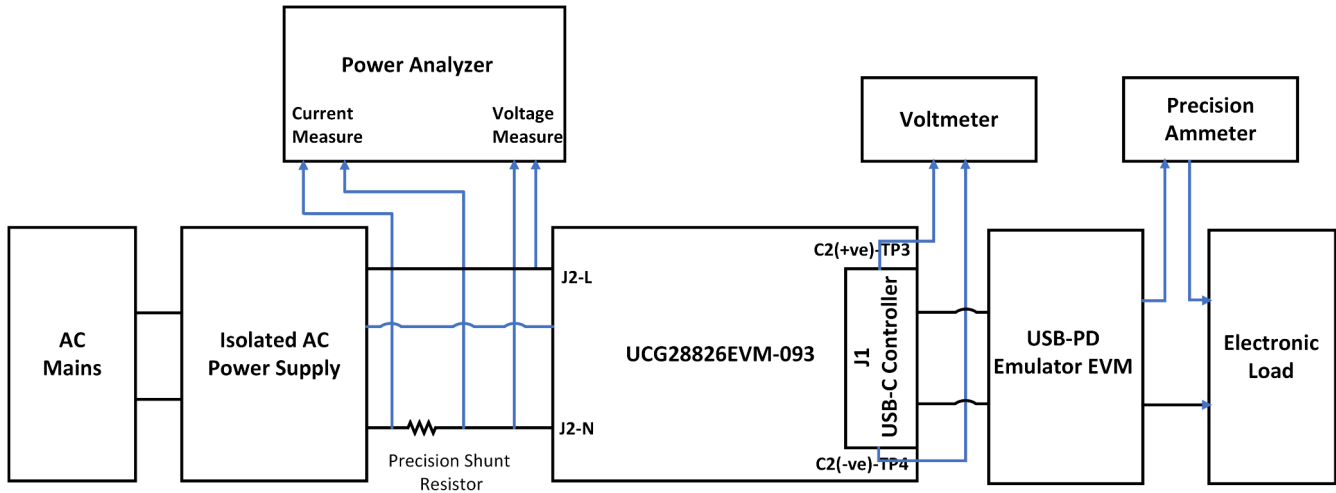 Power Analyzer
Current
Measure
Voltage
Measure
Voltmeter
Precision
Ammeter
AC
Mains
Isolated AC
Power Supply
J2-L
J2-N
Precision Shunt
Resistor
UCG28826EVM-093
C2(+ve)-TP3
J1
USB-C Controller
C2(-ve)-TP4
USB-PD
Emulator EVM
Electronic
Load